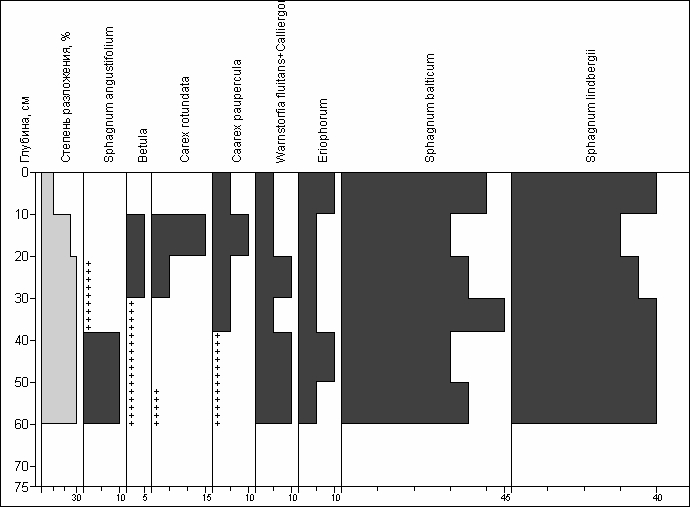 Глубина, см
Степень разложения, %
Sphagnum angustifolium
Betula
Carex rotundata
Caarex paupercula
Warnstorfia fluitans+Calliergo
Eriophorum
Sphagnum balticum
Sphagnum lindbergii
0
10
20
30
40
50
60
70
75
30 10 5 15 10 10 10 45 40